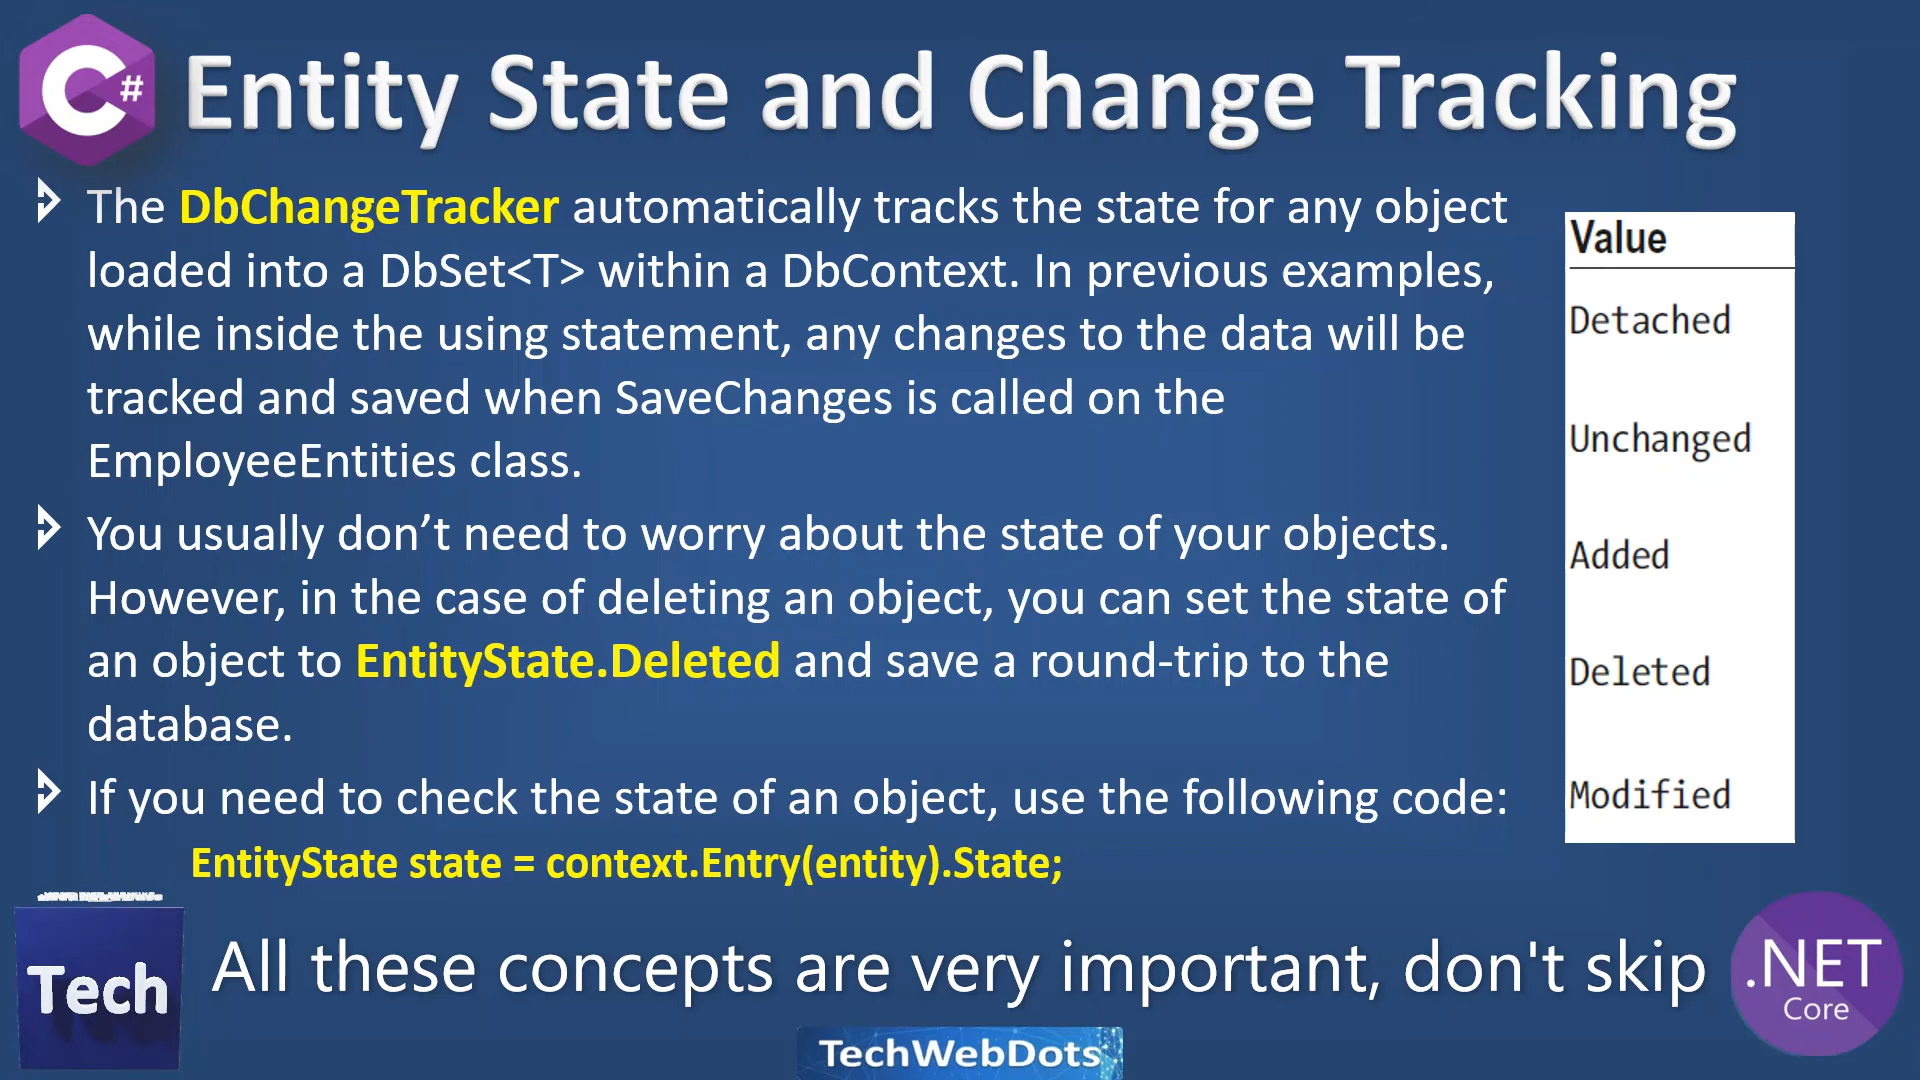 C#
Entity State and Change Tracking
The DbChangeTracker automatically tracks the state for any object
loaded into a DbSet<T> within a DbContext. In previous examples,
while inside the using statement, any changes to the data will be
tracked and saved when SaveChanges is called on the
EmployeeEntities class.
You usually don’t need to worry about the state of your objects.
However, in the case of deleting an object, you can set the state of
an object to EntityState.Deleted and save a round-trip to the
database.
If you need to check the state of an object, use the following code:
EntityState state = context.Entry(entity).State;
Value
Detached
Unchanged
Added
Deleted
Modified
Tech
All these concepts are very important, don't skip
.NET
Core
TechWebDots